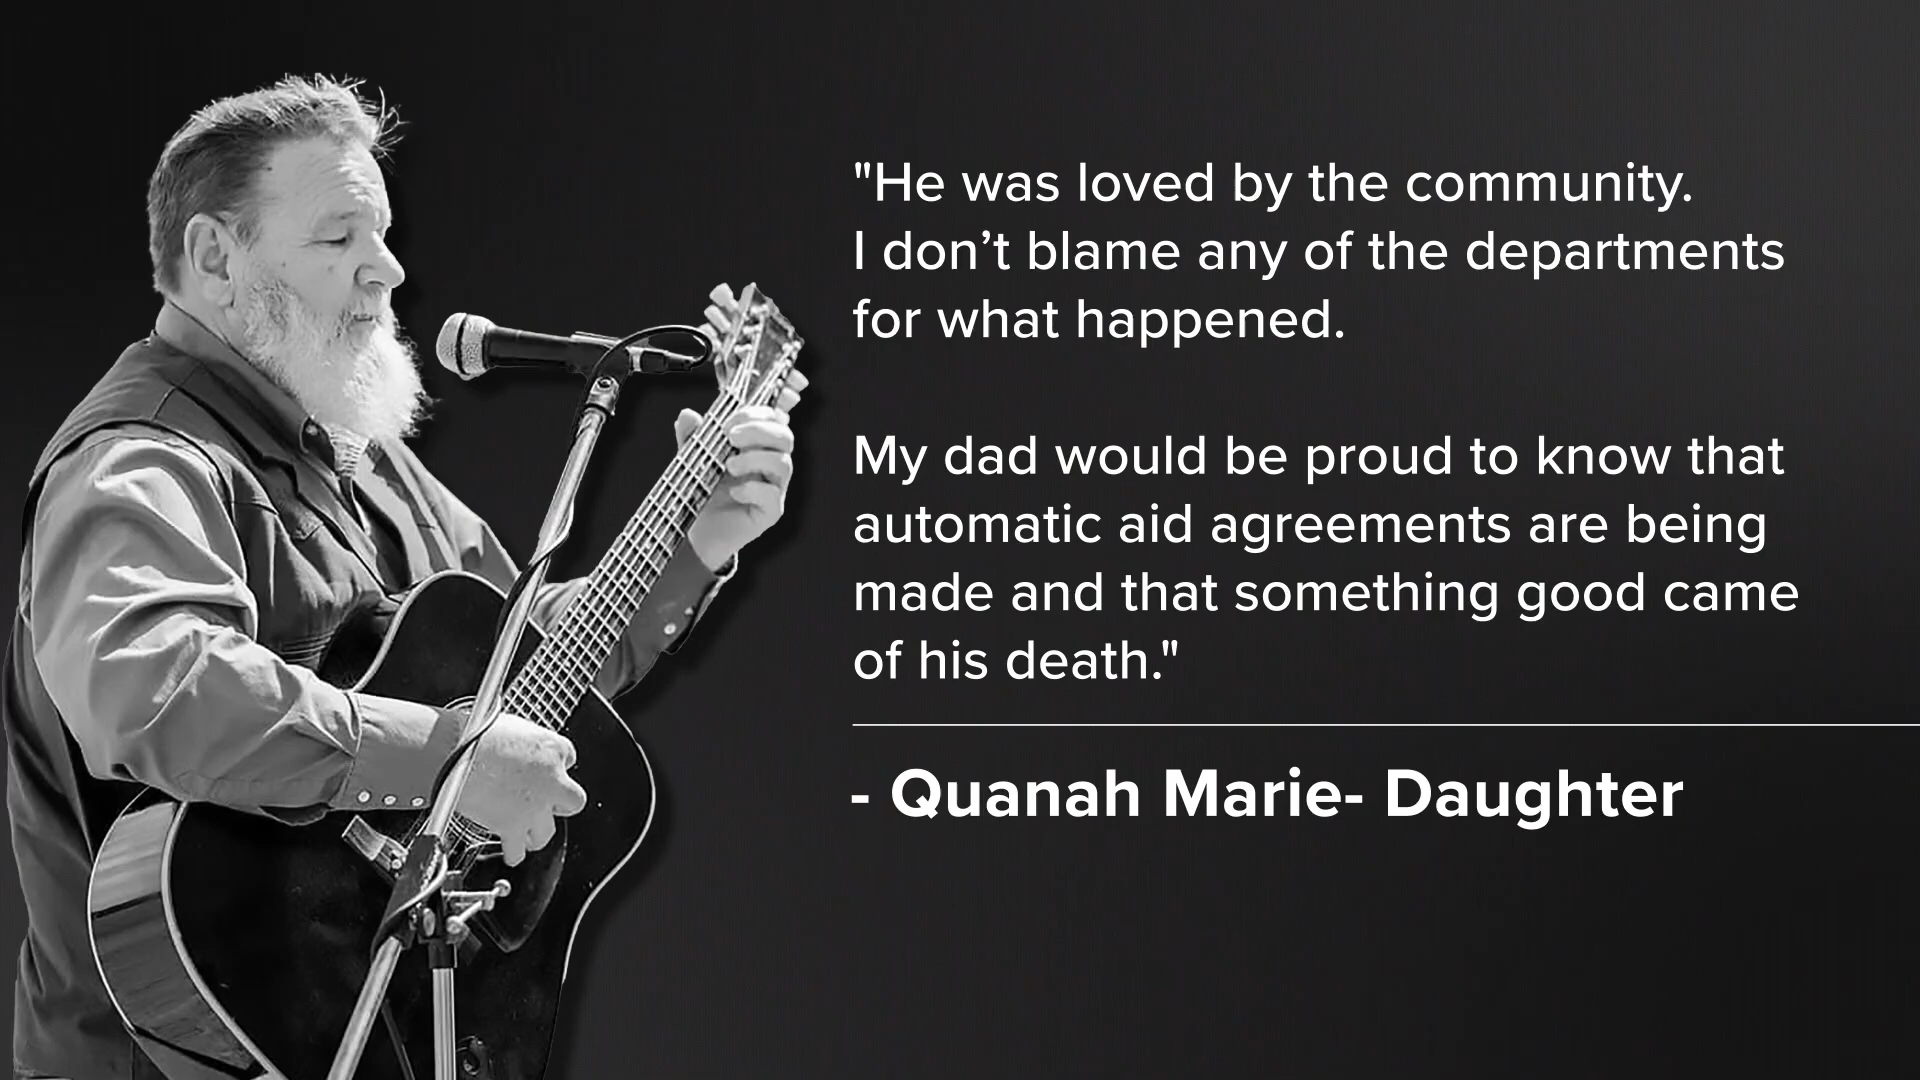 "He was loved by the community.
I don’t blame any of the departments
for what happened.
My dad would be proud to know that
automatic aid agreements are being
made and that something good came
of his death."
- Quanah Marie- Daughter